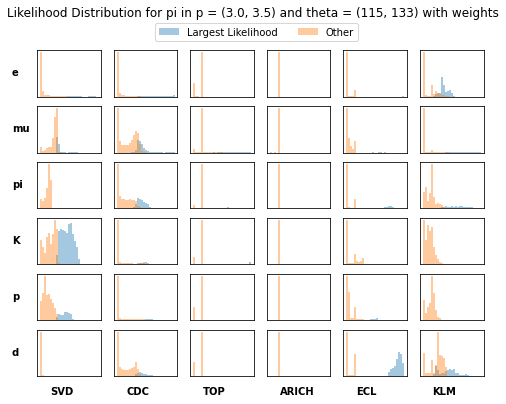 Likelihood Distribution for pi in p = (3.0, 3.5) and theta = (115, 133) with weights
Largest Likelihood Other
e
mu
pi
K
p
d
SVD CDC TOP ARICH ECL KLM